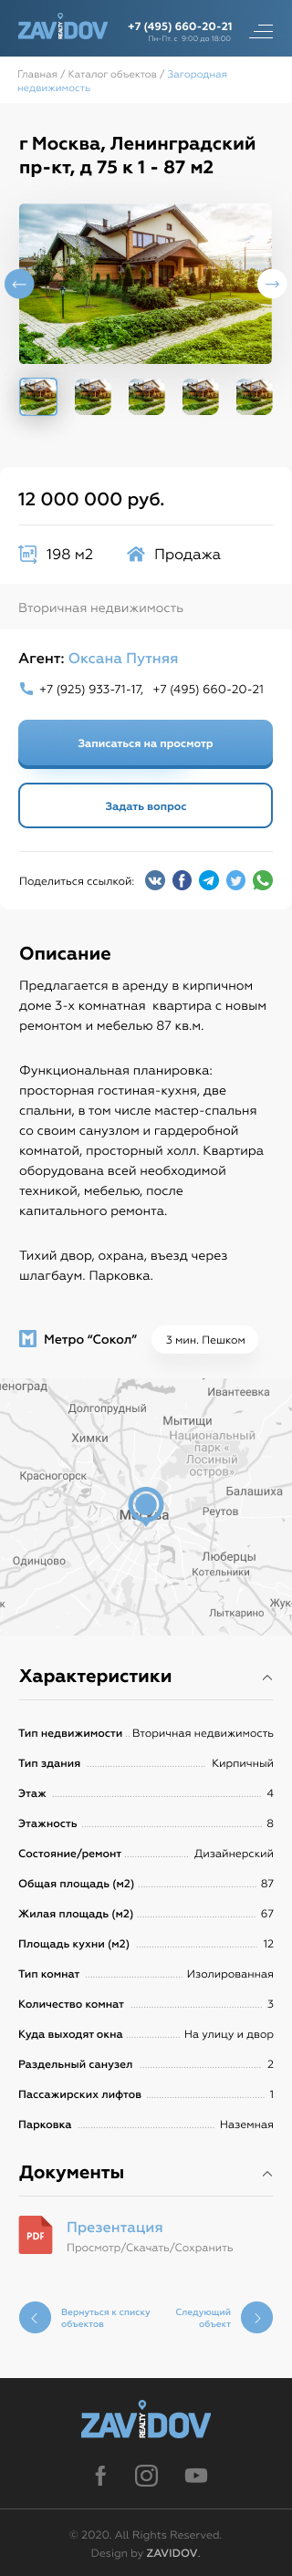 ZAVIDOV
REALTY
+7 (495) 660-20-21
Пн-Пт. с 9:00 до 18:00
Главная / Каталог объектов / Загородная
недвижимость
г Москва, Ленинградский
пр-кт, д 75 к 1 - 87 м2
12 000 000 руб.
м² 198 м2 Продажа
Вторичная недвижимость
Агент: Оксана Путняя
+7 (925) 933-71-17, +7 (495) 660-20-21
Записаться на просмотр
Задать вопрос
Поделиться ссылкой:
Описание
Предлагается в аренду в кирпичном
доме 3-х комнатная квартира с новым
ремонтом и мебелью 87 кв.м.
Функциональная планировка:
просторная гостиная-кухня, две
спальни, в том числе мастер-спальня
со своим санузлом и гардеробной
комнатой, просторный холл. Квартира
оборудована всей необходимой
техникой, мебелью, после
капитального ремонта.
Тихий двор, охрана, въезд через
шлагбаум. Парковка.
М Метро “Сокол” 3 мин. Пешком
леноград
Ивантеевка
Долгопрудный
Мытищи
Химки
Национальный
парк «
Лосиный
остров»
Красногорск
Балашиха
Реутов
Москва
Одинцово
Люберцы
Котельники
Жук
Лыткарино
Характеристики
Тип недвижимости Вторичная недвижимость
Тип здания Кирпичный
Этаж 4
Этажность 8
Состояние/ремонт Дизайнерский
Общая площадь (м2) 87
Жилая площадь (м2) 67
Площадь кухни (м2) 12
Тип комнат Изолированная
Количество комнат 3
Куда выходят окна На улицу и двор
Раздельный санузел 2
Пассажирских лифтов 1
Парковка Наземная
Документы
PDF
Презентация
Просмотр/Скачать/Сохранить
Вернуться к списку
объектов
Следующий
объект
ZAVIDOV
REALTY
© 2020. All Rights Reserved.
Design by ZAVIDOV.